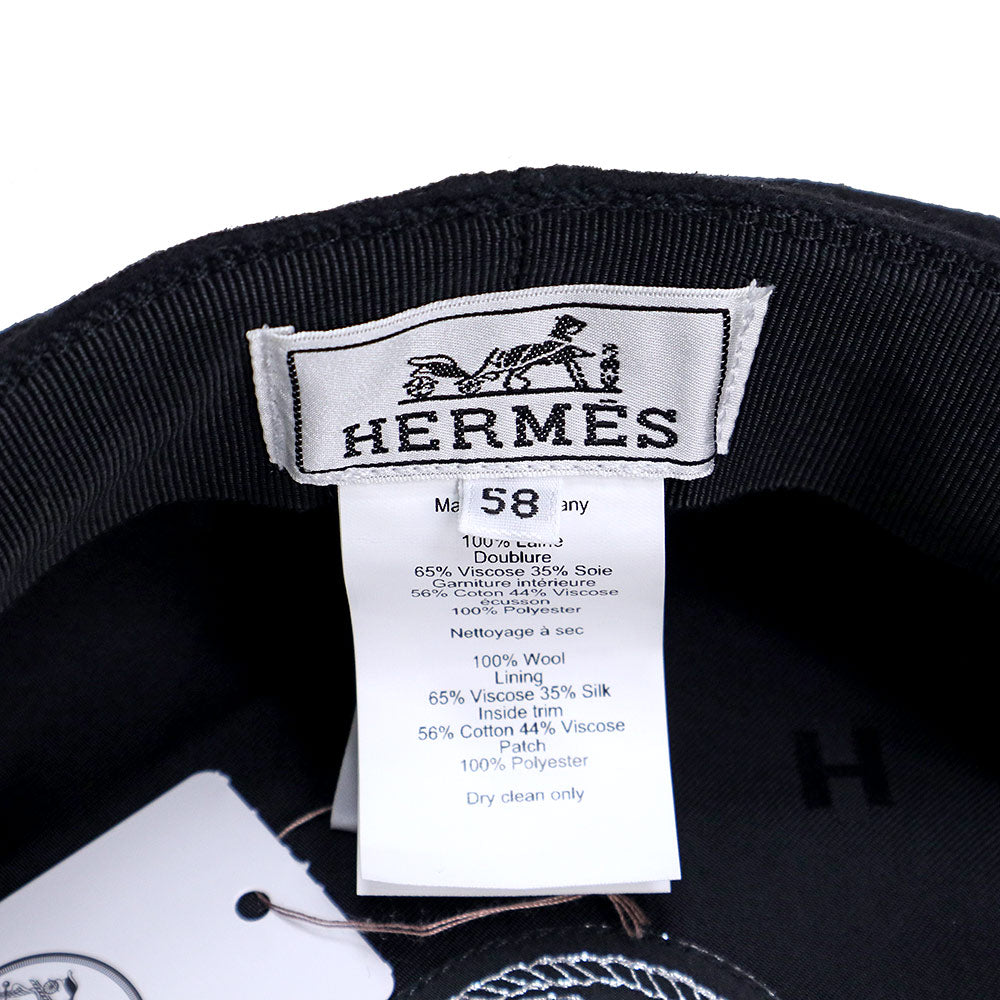 HERMÈS
58
Ma any
100% Laine
Doublure
65% Viscose 35% Soie
Garniture intérieure
56% Coton 44% Viscose
écusson
100% Polyester
Nettoyage à sec
100% Wool
Lining
65% Viscose 35% Silk
Inside trim
56% Cotton 44% Viscose
Patch
100% Polyester
Dry clean only
H